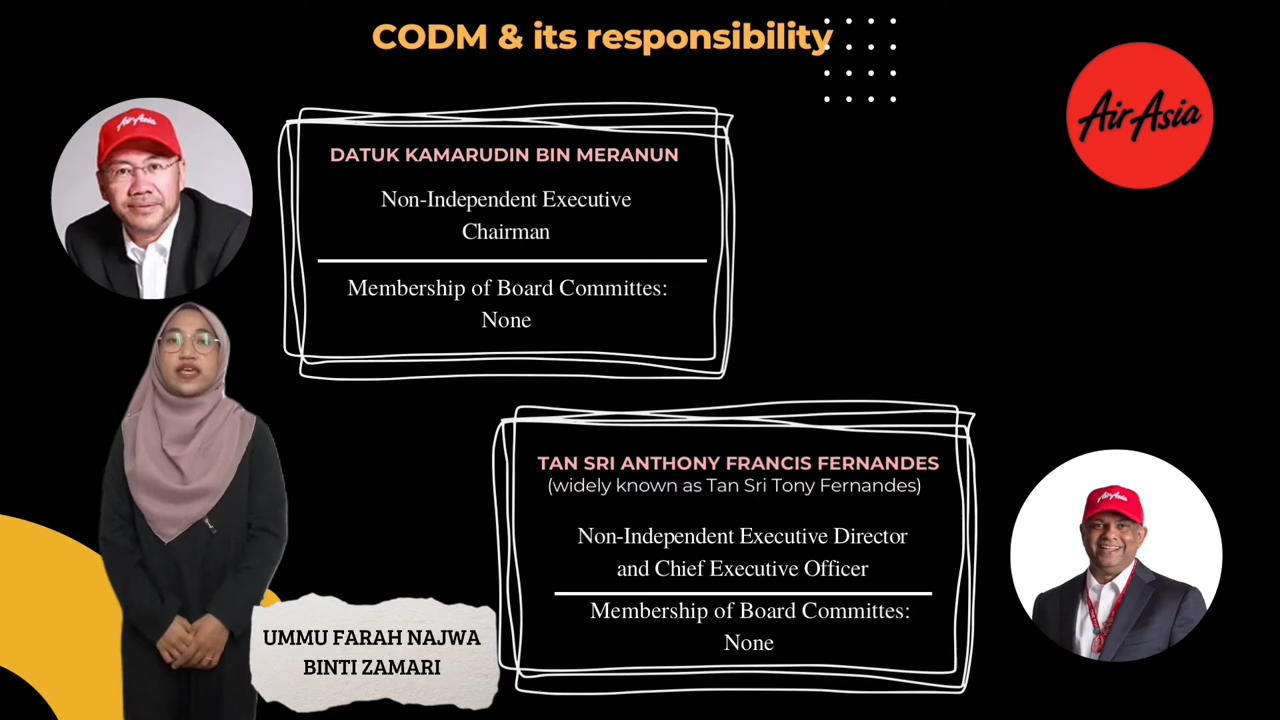 CODM & its responsibility
AirAsia
AirAsia
DATUK KAMARUDIN BIN MERANUN
Non-Independent Executive
Chairman
Membership of Board Committes:
None
TAN SRI ANTHONY FRANCIS FERNANDES
(widely known as Tan Sri Tony Fernandes)
Non-Independent Executive Director
and Chief Executive Officer
Membership of Board Committes:
None
AirAsia
UMMU FARAH NAJWA
BINTI ZAMARI